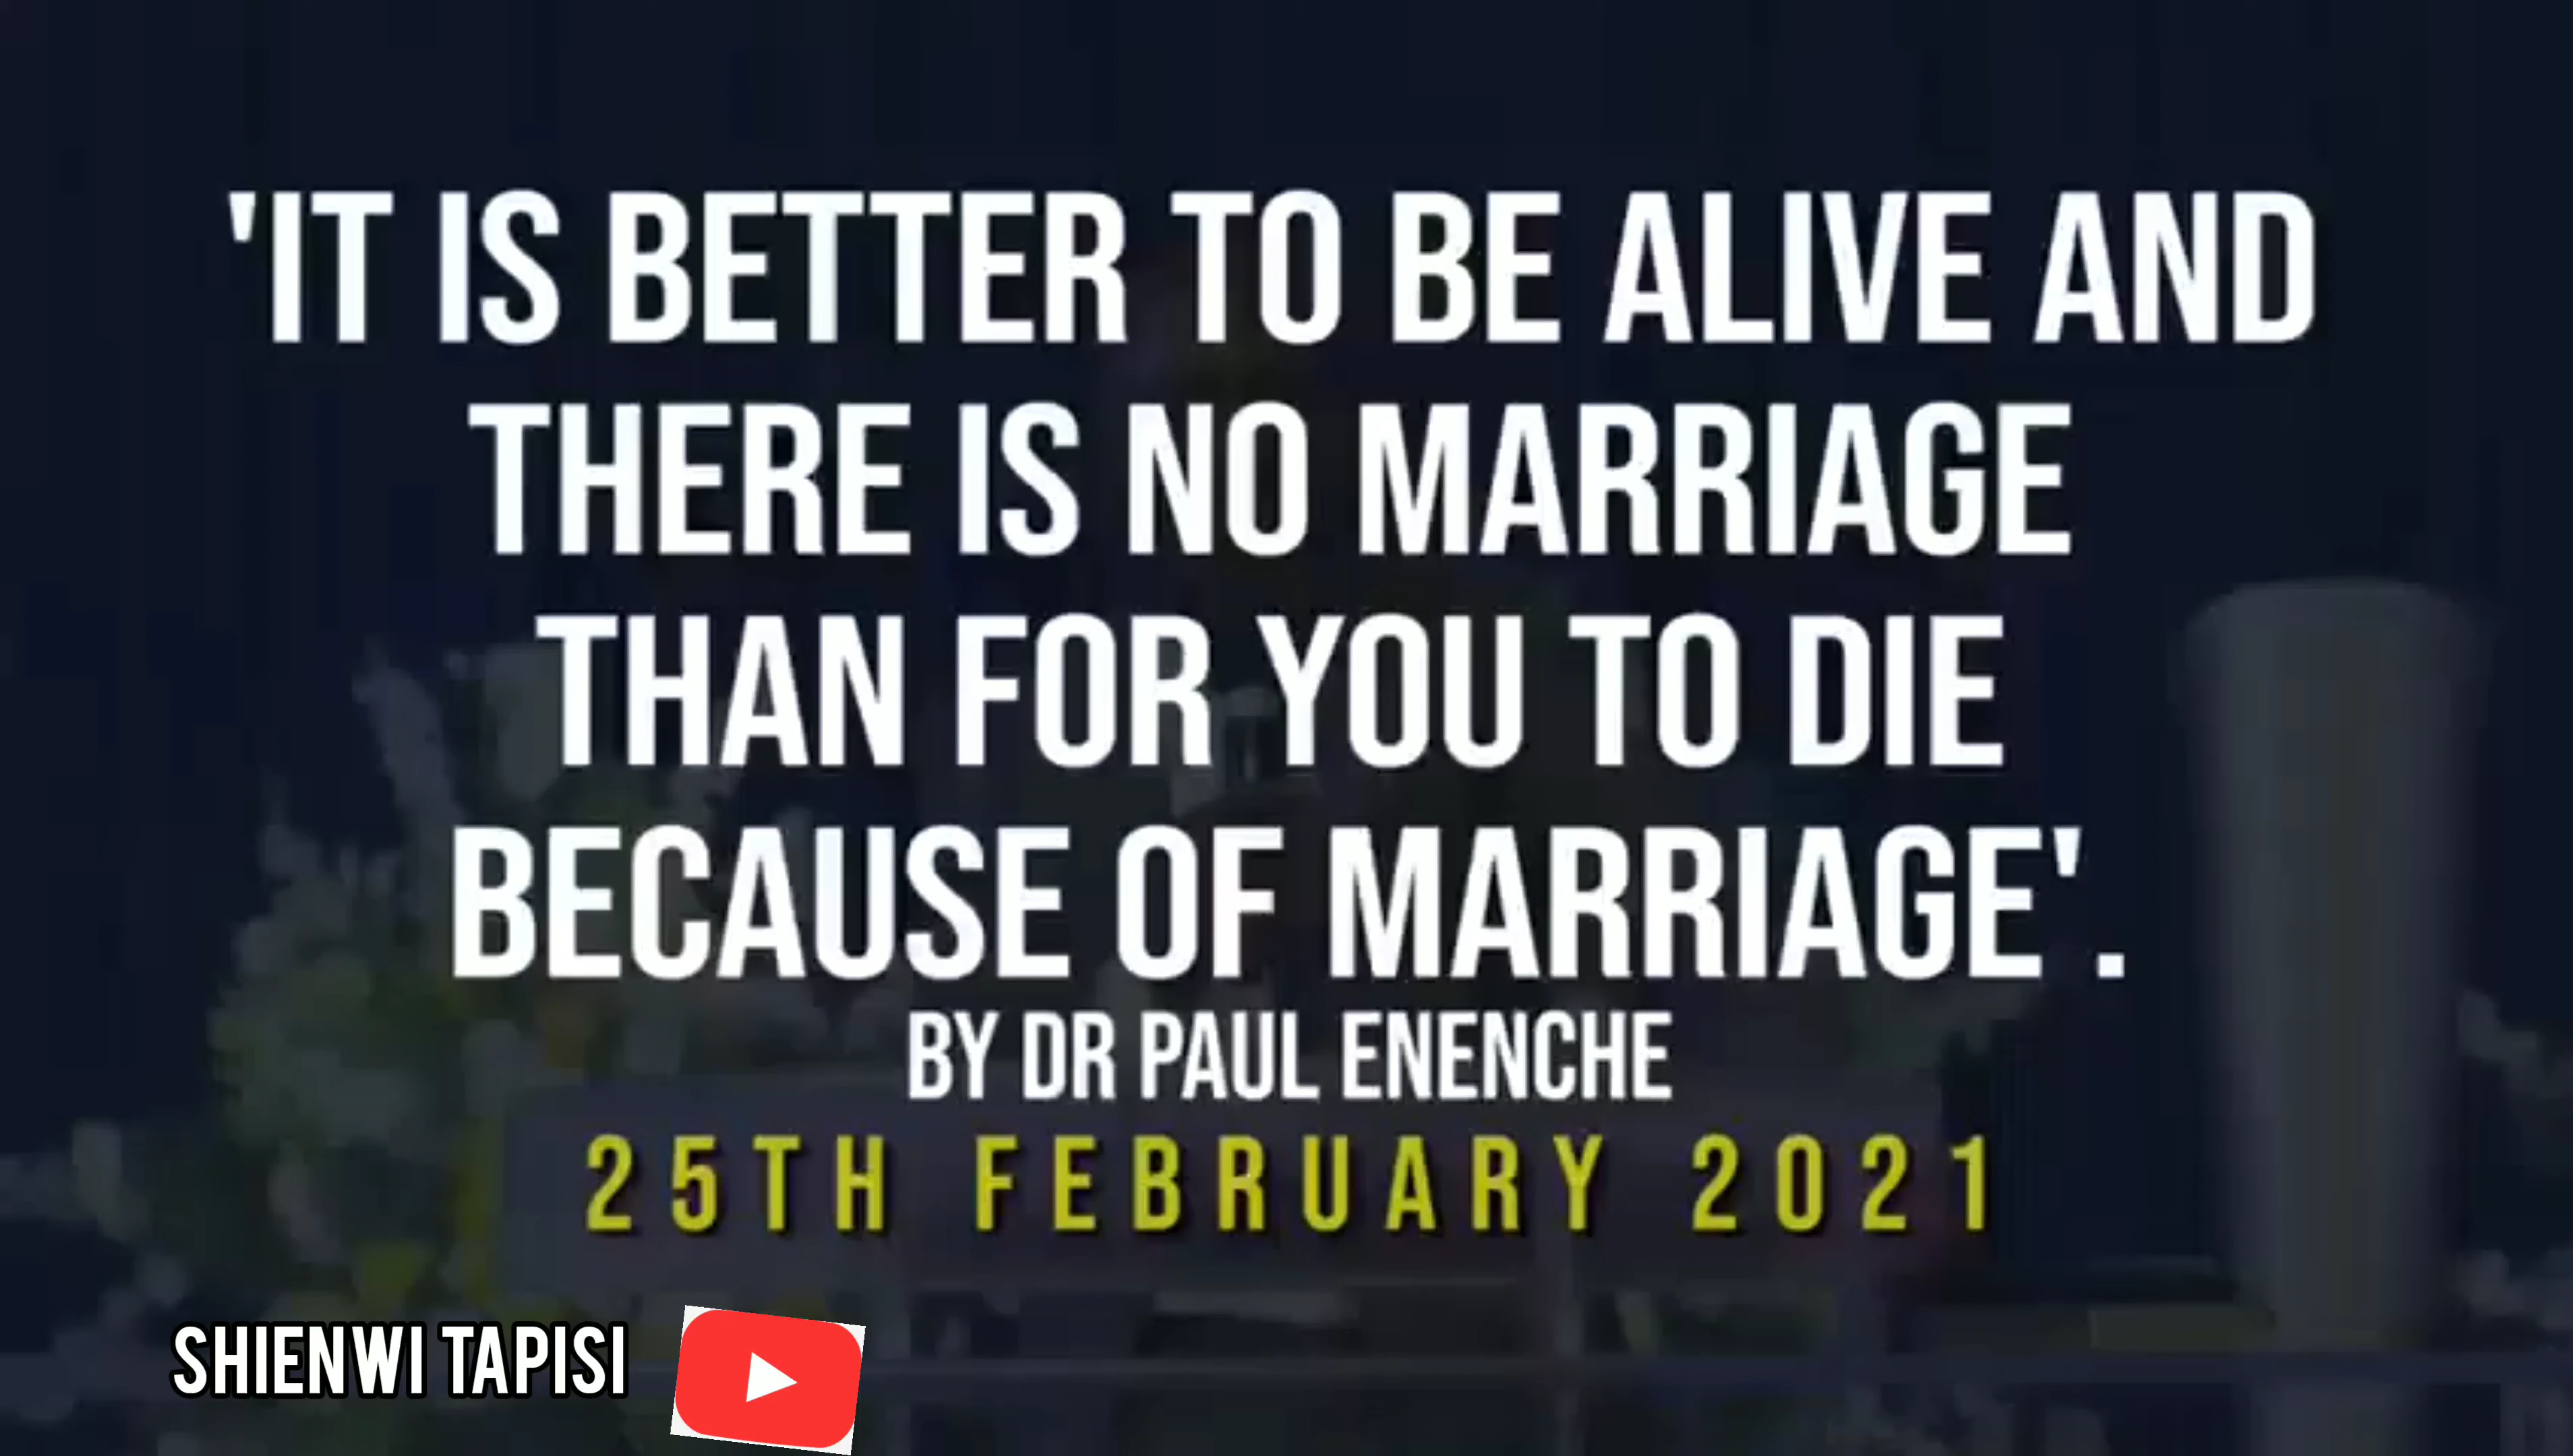 'IT IS BETTER TO BE ALIVE AND
THERE IS NO MARRIAGE
THAN FOR YOU TO DIE
BECAUSE OF MARRIAGE'.
BY DR PAUL ENENCHE
25TH FEBRUARY 2021
SHIENWI TAPISI